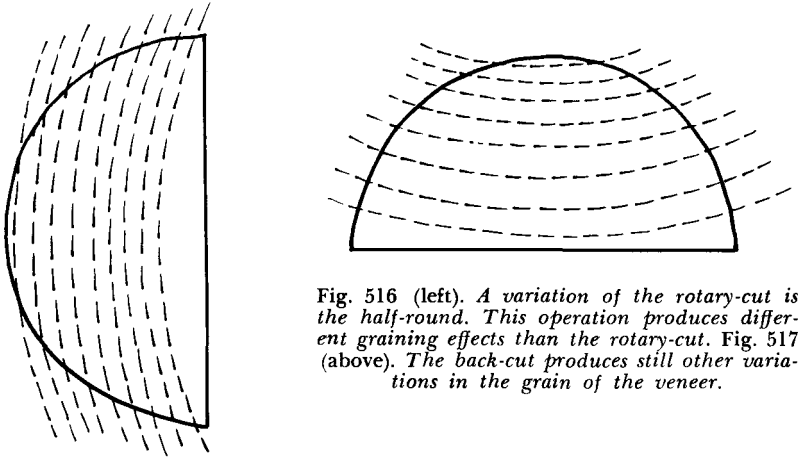 Fig. 516 (left). A variation of the rotary-cut is
the half-round. This operation produces differ-
ent graining effects than the rotary-cut. Fig. 517
(above). The back-cut produces still other varia-
tions in the grain of the veneer.